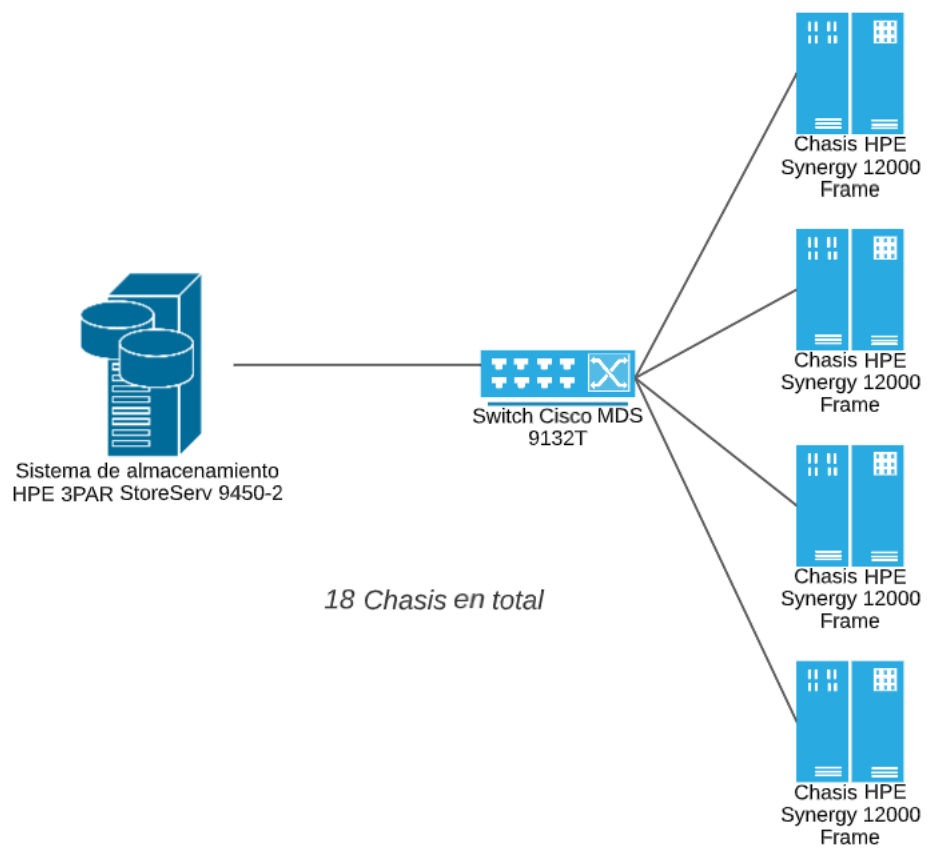 Chasis HPE
Synergy 12000
Frame
Chasis HPE
Synergy 12000
Frame
Switch Cisco MDS
9132T
Sistema de almacenamiento
HPE 3PAR StoreServ 9450-2
Chasis HPE
Synergy 12000
Frame
18 Chasis en total
Chasis HPE
Synergy 12000
Frame